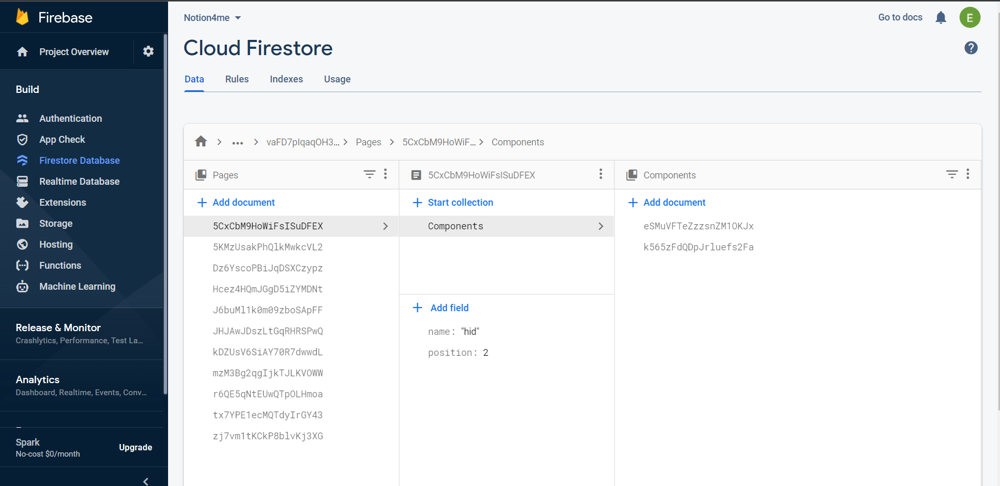 Firebase
Project Overview
Build
Authentication
App Check
Firestore Database
Realtime Database
Extensions
Storage
Hosting
Functions
Machine Learning
Release & Monitor
Crashlytics, Performance, Test La...
Analytics
Dashboard, Realtime, Events, Conv...
Spark
No-cost $0/month
Upgrade
Notion4me
Go to docs
E
Cloud Firestore
?
Data Rules Indexes Usage
... vaFD7pIqaqOH3... Pages 5CxCbM9HoWiF... Components
Pages
Add document
5CxCbM9HoWiFsISuDFEX
5KMzUsakPhQlkMwkcVL2
Dz6YscoPBiJqDSXCzypz
Hcez4HQmJGgD5iZYMDNt
J6buMl1k0m09zboSApFF
JHJAwJDszLtGqRHRSPwQ
kDZUsV6SiAY70R7dwwdL
mzM3Bg2qgIjkTJLKVOWW
r6QE5qNtEUwQTpOLHmoa
tx7YPE1ecMQTdyIrGY43
zj7vm1tKCkP8blvKj3XG
5CxCbM9HoWiFsISuDFEX
Start collection
Components
Add field
name: "hid"
position: 2
Components
Add document
eSMuVFTeZzzsnZM1OKJx
k565zFdQDpJrluefs2Fa